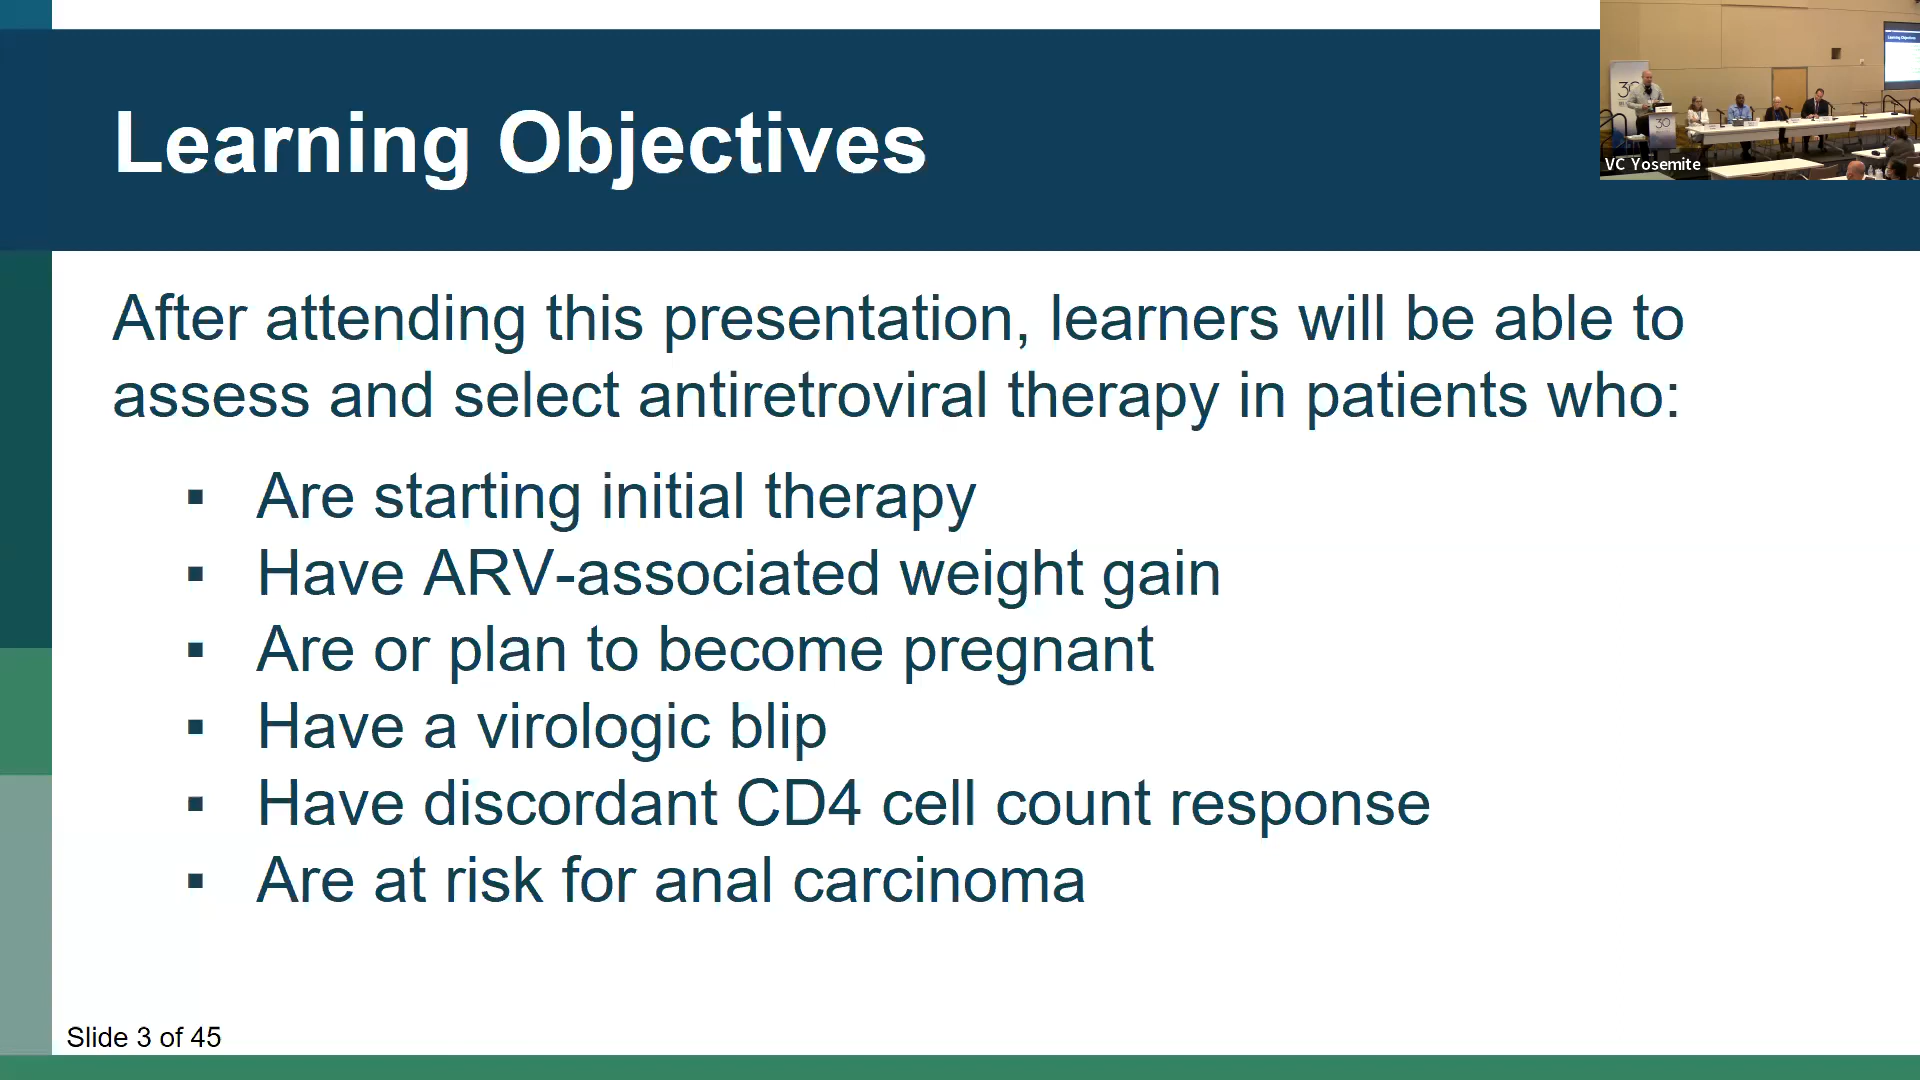 Learning Objectives
30
30
VC Yosemite
After attending this presentation, learners will be able to
assess and select antiretroviral therapy in patients who:
▪ Are starting initial therapy
▪ Have ARV-associated weight gain
▪ Are or plan to become pregnant
▪ Have a virologic blip
▪ Have discordant CD4 cell count response
▪ Are at risk for anal carcinoma
Slide 3 of 45